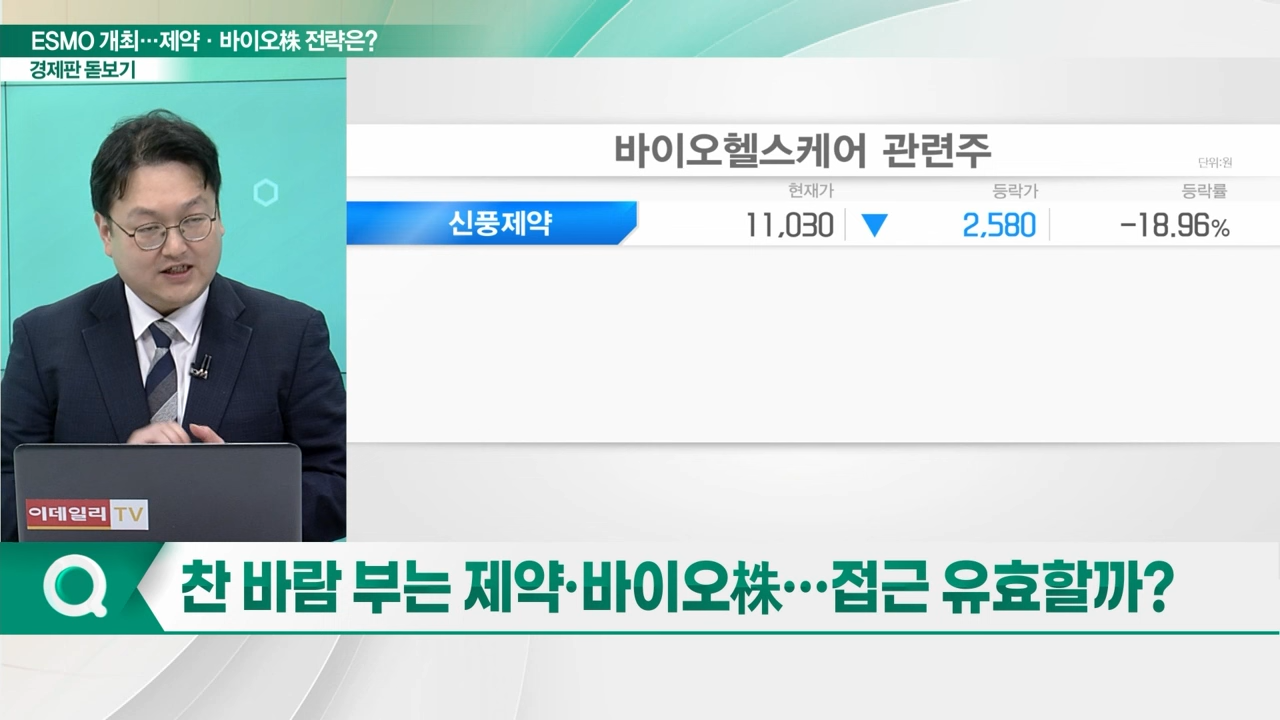 ESMO 개최…제약·바이오株 전략은?
경제판 돋보기
바이오헬스케어 관련주
단위:원
현재가 등락가 등락률
신풍제약 11,030 ▼ 2,580 -18.96%
이데일리TV
찬 바람 부는 제약·바이오株…접근 유효할까?